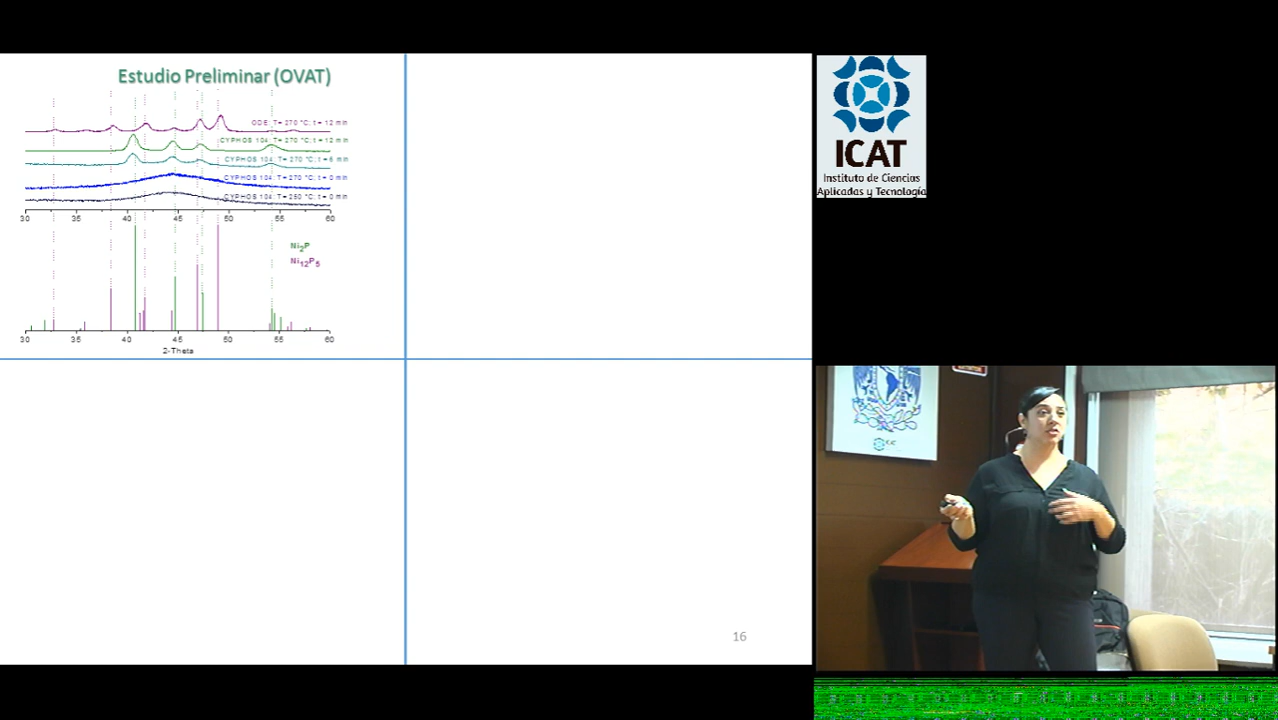 Estudio Preliminar (OVAT)
ODE: T= 270 °C; t = 12 min
CYPHOS 104: T= 270 °C; t = 12 min
CYPHOS 104: T= 270 °C; t = 6 min
CYPHOS 104: T= 270 °C; t = 0 min
CYPHOS 104: T= 250 °C; t = 0 min
30 35 40 45 50 55 60
Ni2P
Ni12P5
30 35 40 45 50 55 60
2-Theta
16
ICAT
Instituto de Ciencias
Aplicadas y Tecnología
ICAT